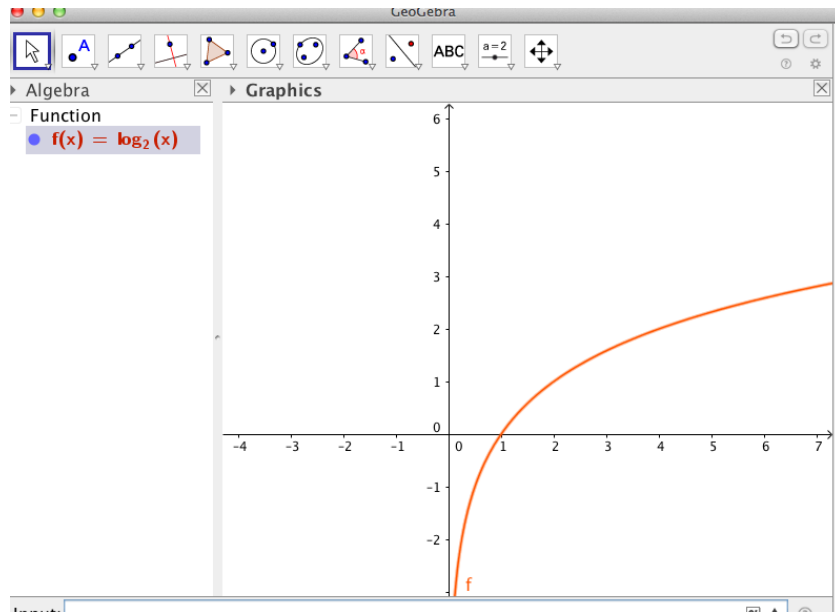 GeoGebra
A
α
ABC
a=2
Algebra
Graphics
Function
f(x) = log₂(x)
6
5
4
3
2
1
0
-4 -3 -2 -1 0 1 2 3 4 5 6 7
-1
-2
f
Input: